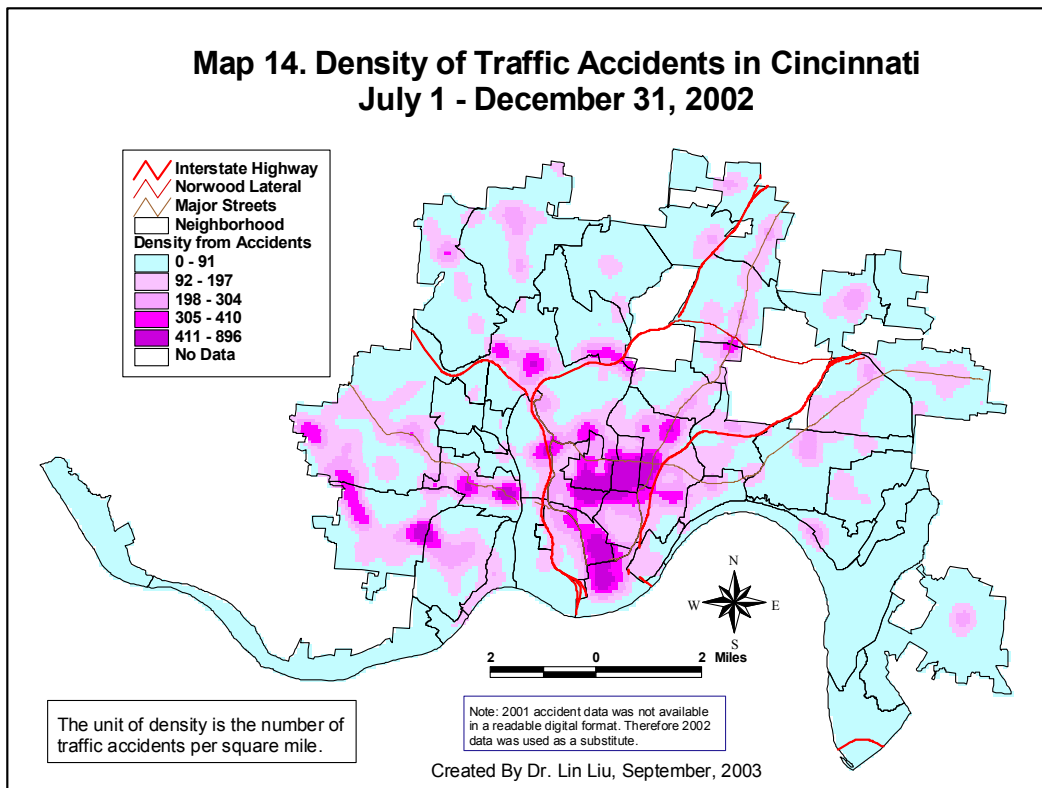 Map 14. Density of Traffic Accidents in Cincinnati
July 1 - December 31, 2002
Interstate Highway
Norwood Lateral
Major Streets
Neighborhood
Density from Accidents
0 - 91
92 - 197
198 - 304
305 - 410
411 - 896
No Data
N
W
E
S
2
0
2
Miles
The unit of density is the number of
traffic accidents per square mile.
Note: 2001 accident data was not available
in a readable digital format. Therefore 2002
data was used as a substitute.
Created By Dr. Lin Liu, September, 2003